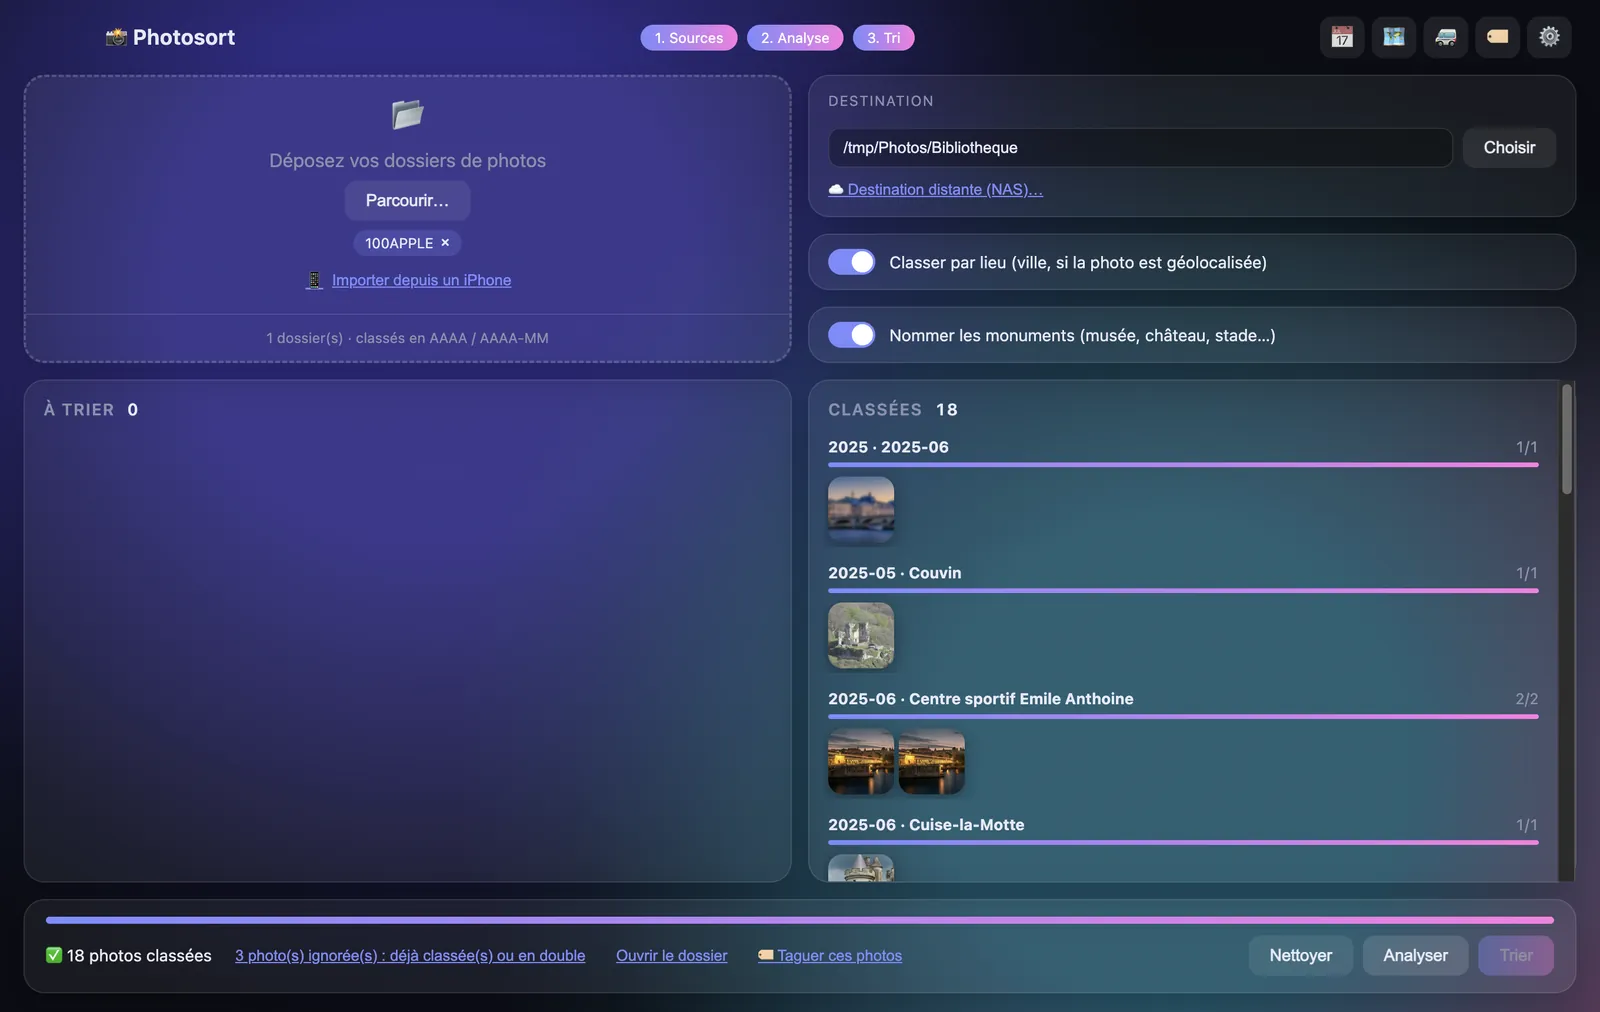 Photosort
1. Sources
2. Analyse
3. Tri
17
Déposez vos dossiers de photos
Parcourir…
100APPLE ×
Importer depuis un iPhone
1 dossier(s) · classés en AAAA / AAAA-MM
DESTINATION
/tmp/Photos/Bibliotheque
Choisir
Destination distante (NAS)…
Classer par lieu (ville, si la photo est géolocalisée)
Nommer les monuments (musée, château, stade…)
À TRIER 0
CLASSÉES 18
2025 · 2025-06 1/1
2025-05 · Couvin 1/1
2025-06 · Centre sportif Emile Anthoine 2/2
2025-06 · Cuise-la-Motte 1/1
18 photos classées
3 photo(s) ignorée(s) : déjà classée(s) ou en double
Ouvrir le dossier
Taguer ces photos
Nettoyer
Analyser
Trier